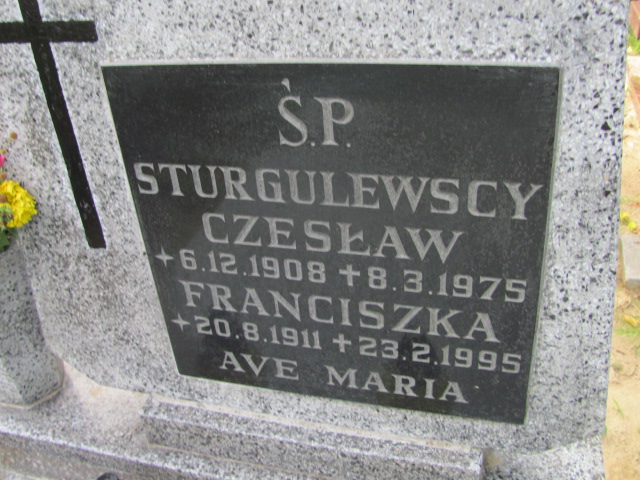 Ś.P.
STURGULEWSCY
CZESŁAW
*6.12.1908 +8.3.1975
FRANCISZKA
*20.8.1911 +23.2.1995
AVE MARIA